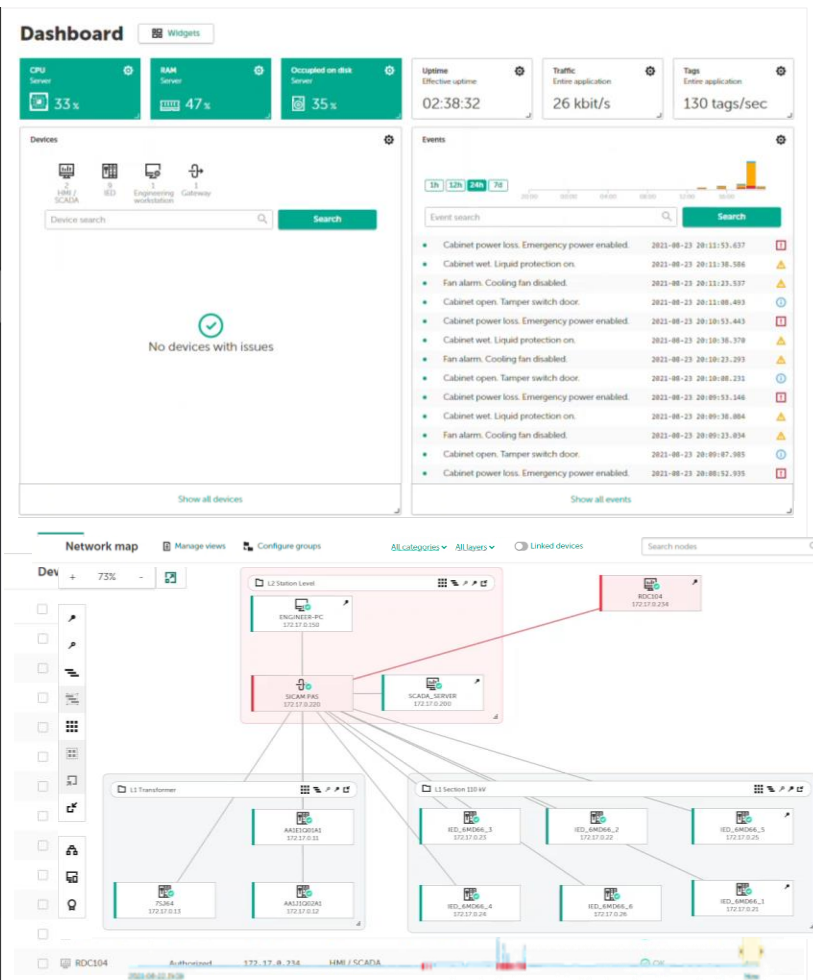 Dashboard
Widgets
CPU
Server
33 %
RAM
Server
47 %
Occupied on disk
Server
35 %
Uptime
Effective uptime
02:38:32
Traffic
Entire application
26 kbit/s
Tags
Entire application
130 tags/sec
Devices
2
HMI / SCADA
9
IED
1
Engineering workstation
1
Gateway
Device search
Search
No devices with issues
Show all devices
Events
1h 12h 24h 7d
Event search
Search
Cabinet power loss. Emergency power enabled. 2021-08-23 20:11:53.637
Cabinet wet. Liquid protection on. 2021-08-23 20:11:38.586
Fan alarm. Cooling fan disabled. 2021-08-23 20:11:23.537
Cabinet open. Tamper switch door. 2021-08-23 20:11:08.493
Cabinet power loss. Emergency power enabled. 2021-08-23 20:10:53.443
Cabinet wet. Liquid protection on. 2021-08-23 20:10:38.370
Fan alarm. Cooling fan disabled. 2021-08-23 20:10:23.293
Cabinet open. Tamper switch door. 2021-08-23 20:10:08.231
Cabinet power loss. Emergency power enabled. 2021-08-23 20:09:53.146
Cabinet wet. Liquid protection on. 2021-08-23 20:09:38.084
Fan alarm. Cooling fan disabled. 2021-08-23 20:09:23.034
Cabinet open. Tamper switch door. 2021-08-23 20:09:07.985
Cabinet power loss. Emergency power enabled. 2021-08-23 20:08:52.935
Show all events
Network map
Manage views
Configure groups
All categories
All layers
Linked devices
Search nodes
Dev
+ 73% -
L2 Station Level
ENGINEER-PC
172.17.0.150
RDC104
172.17.0.234
SICAM PAS
172.17.0.220
SCADA_SERVER
172.17.0.200
L1 Transformer
AA1E1Q01A1
172.17.0.11
7SJ64
172.17.0.13
AA1J1Q02A1
172.17.0.12
L1 Section 110 kV
IED_6MD66_3
172.17.0.23
IED_6MD66_2
172.17.0.22
IED_6MD66_5
172.17.0.25
IED_6MD66_4
172.17.0.24
IED_6MD66_6
172.17.0.26
IED_6MD66_1
172.17.0.21
RDC104 Authorized 172.17.0.234 HMI / SCADA OK
Now